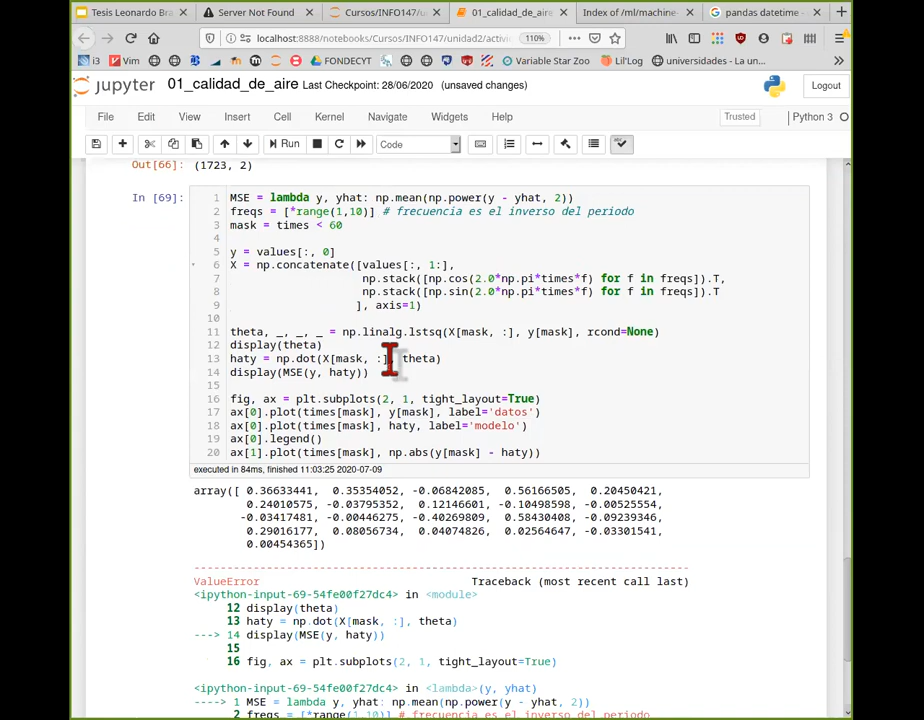 Tesis Leonardo Bra
Server Not Found
Cursos/INFO147/
01_calidad_de_aire
Index of /ml/machine-
pandas datetime -
localhost:8888/notebooks/Cursos/INFO147/unidad2/activi
110%
i3
Vim
FONDECYT
Variable Star Zoo
Lil'Log
universidades - La un...
jupyter 01_calidad_de_aire Last Checkpoint: 28/06/2020 (unsaved changes)
Logout
File Edit View Insert Cell Kernel Navigate Widgets Help
Trusted
Python 3
Run
Code
Out[66]: (1723, 2)
In [69]:
1 MSE = lambda y, yhat: np.mean(np.power(y - yhat, 2))
2 freqs = [*range(1,10)] # frecuencia es el inverso del periodo
3 mask = times < 60
4
5 y = values[:, 0]
6 X = np.concatenate([values[:, 1:],
7 np.stack([np.cos(2.0*np.pi*times*f) for f in freqs]).T,
8 np.stack([np.sin(2.0*np.pi*times*f) for f in freqs]).T
9 ], axis=1)
10
11 theta, _, _, _ = np.linalg.lstsq(X[mask, :], y[mask], rcond=None)
12 display(theta)
13 haty = np.dot(X[mask, :], theta)
14 display(MSE(y, haty))
15
16 fig, ax = plt.subplots(2, 1, tight_layout=True)
17 ax[0].plot(times[mask], y[mask], label='datos')
18 ax[0].plot(times[mask], haty, label='modelo')
19 ax[0].legend()
20 ax[1].plot(times[mask], np.abs(y[mask] - haty))
executed in 84ms, finished 11:03:25 2020-07-09
array([ 0.36633441, 0.35354052, -0.06842085, 0.56166505, 0.20450421,
0.24010575, -0.03795352, 0.12146601, -0.10498598, -0.00525554,
-0.03417481, -0.00446275, -0.40269809, 0.58430408, -0.09239346,
0.29016177, 0.08056734, 0.04074826, 0.02564647, -0.03301541,
0.00454365])
---------------------------------------------------------------------------
ValueError Traceback (most recent call last)
<ipython-input-69-54fe00f27dc4> in <module>
12 display(theta)
13 haty = np.dot(X[mask, :], theta)
---> 14 display(MSE(y, haty))
15
16 fig, ax = plt.subplots(2, 1, tight_layout=True)
<ipython-input-69-54fe00f27dc4> in <lambda>(y, yhat)
----> 1 MSE = lambda y, yhat: np.mean(np.power(y - yhat, 2))
2 freqs = [*range(1,10)] # frecuencia es el inverso del periodo